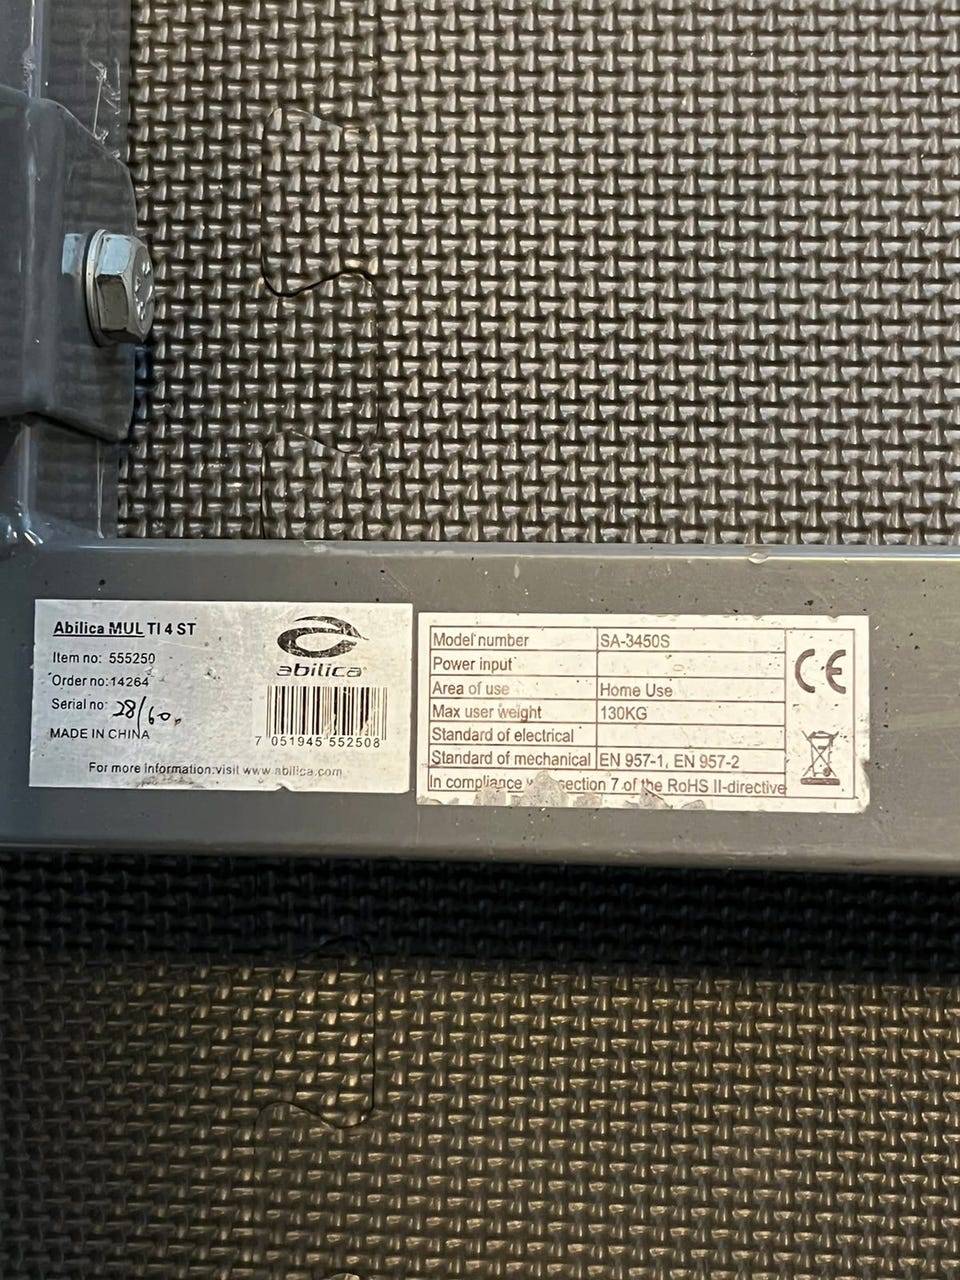 Abilica MULTI 4 ST
Item no: 555250
Order no:14264
Serial no: 28/60
MADE IN CHINA
abilica
7 051945 552508
For more information:visit www.abilica.com
Model number SA-3450S
Power input
Area of use Home Use
Max user weight 130KG
Standard of electrical
Standard of mechanical EN 957-1, EN 957-2
In compliance section 7 of the RoHS II-directive
CE